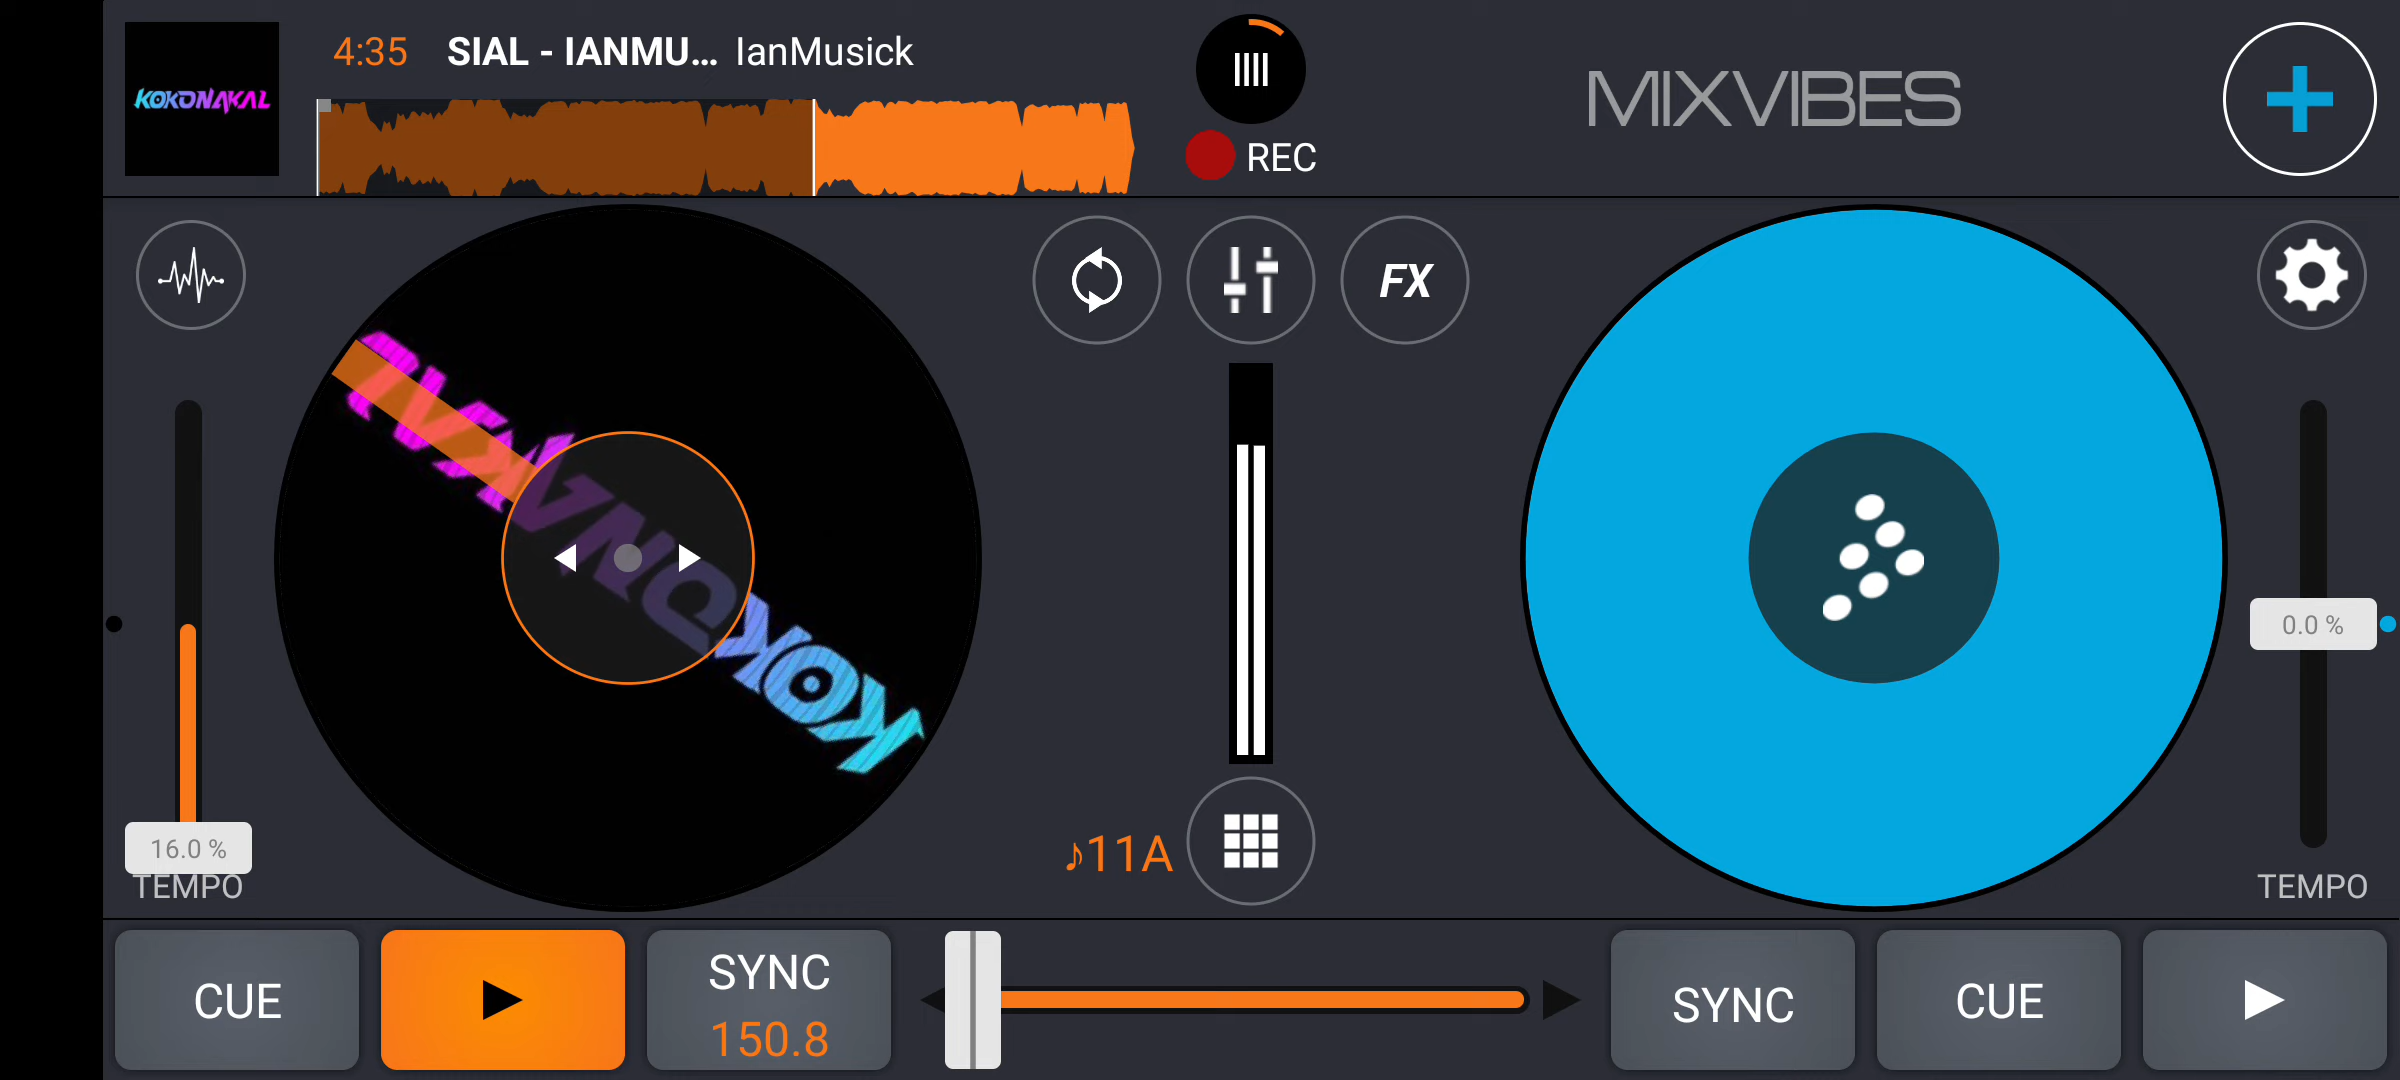 KOKONAKAL
4:35 SIAL - IANMU... IanMusick
REC
MIXVIBES
FX
KOKONAKAL
16.0 %
TEMPO
♪11A
0.0 %
TEMPO
CUE
SYNC
150.8
SYNC
CUE